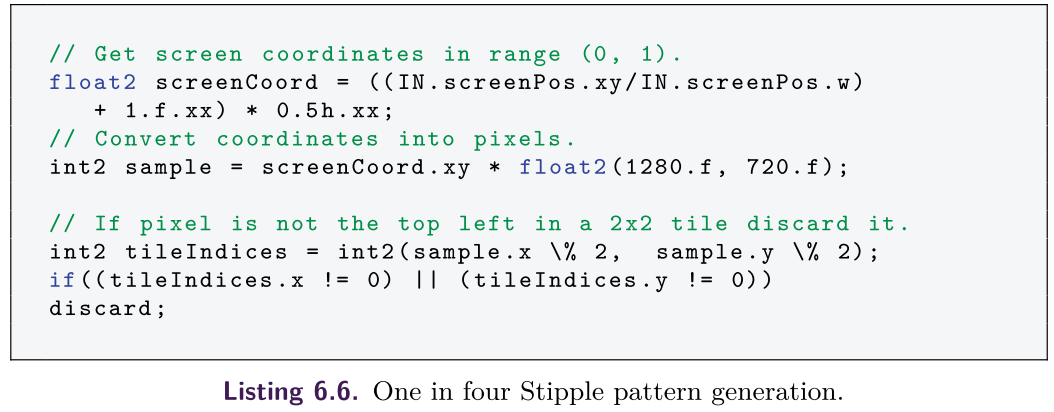 // Get screen coordinates in range (0, 1).
float2 screenCoord = ((IN.screenPos.xy/IN.screenPos.w)
+ 1.f.xx) * 0.5h.xx;
// Convert coordinates into pixels.
int2 sample = screenCoord.xy * float2(1280.f, 720.f);
// If pixel is not the top left in a 2x2 tile discard it.
int2 tileIndices = int2(sample.x \% 2, sample.y \% 2);
if((tileIndices.x != 0) || (tileIndices.y != 0))
discard;
Listing 6.6. One in four Stipple pattern generation.